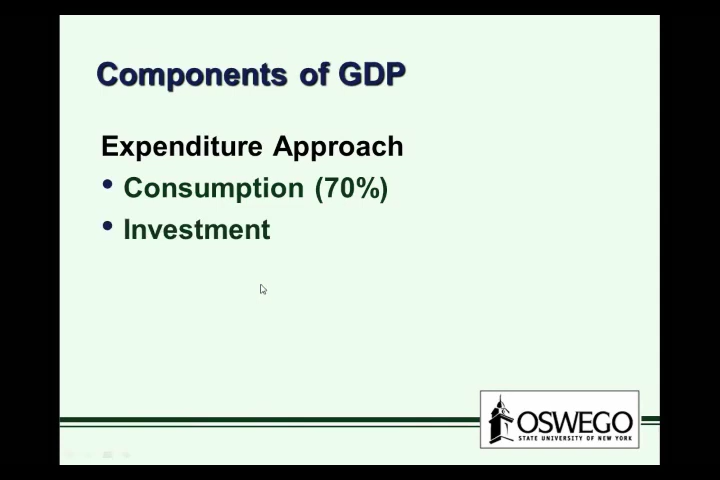 Components of GDP
Expenditure Approach
• Consumption (70%)
• Investment
OSWEGO
STATE UNIVERSITY OF NEW YORK